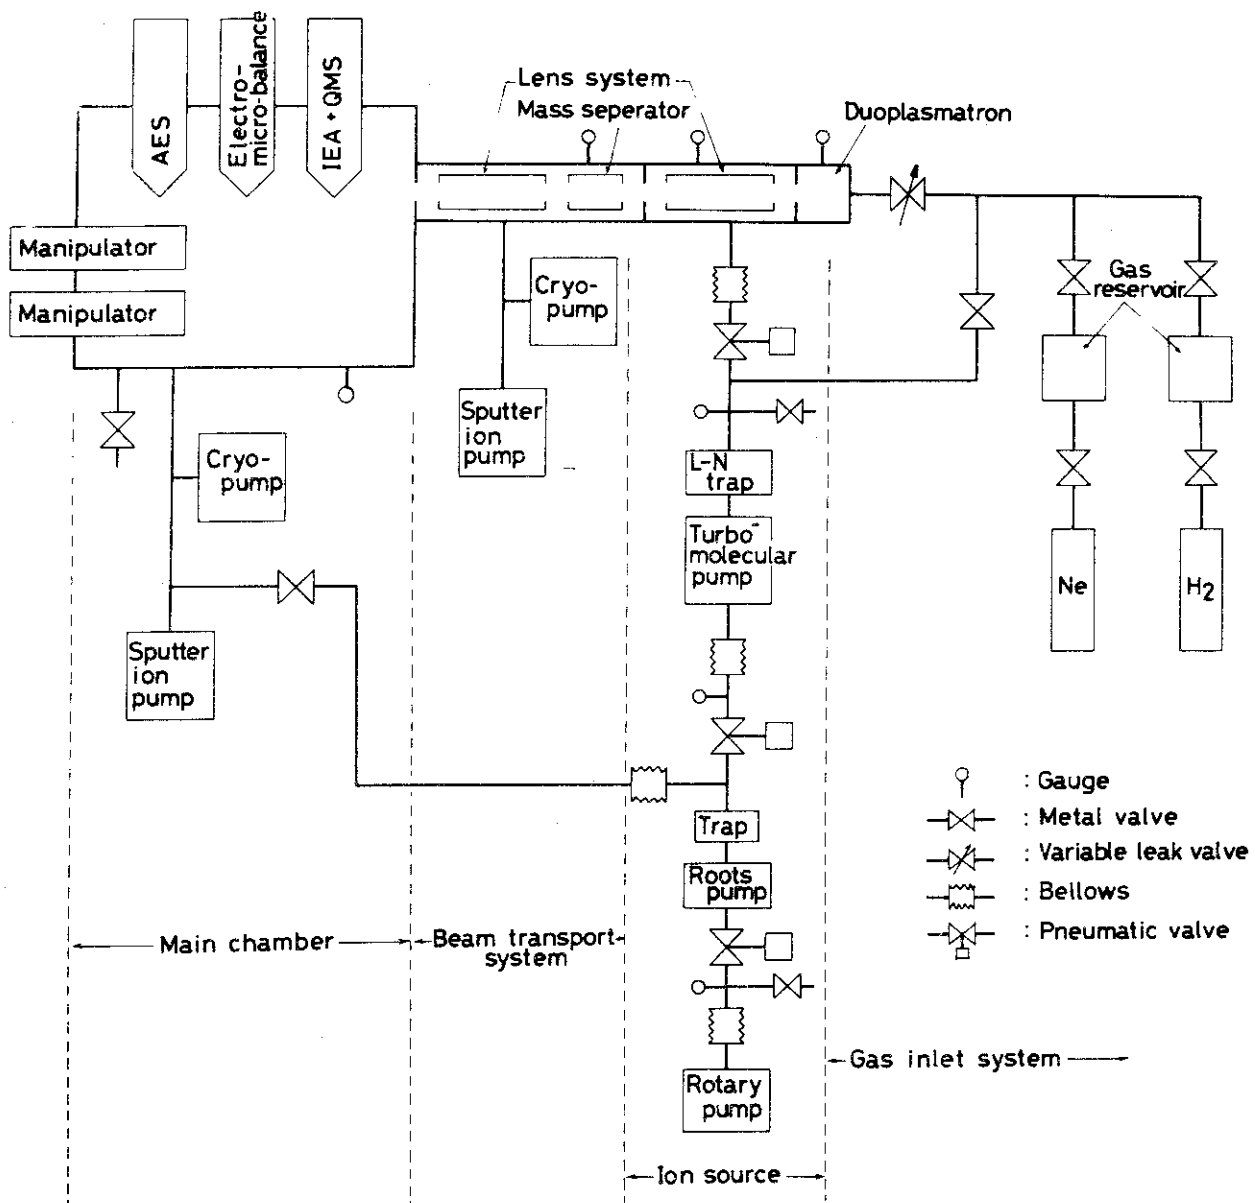 AES
Electro-
micro-balance
IEA + QMS
Lens system
Mass seperator
Duoplasmatron
Manipulator
Manipulator
Cryo-
pump
Gas
reservoir
Sputter
ion
pump
Cryo-
pump
L-N
trap
Turbo-
molecular
pump
Ne
H2
Sputter
ion
pump
: Gauge
: Metal valve
: Variable leak valve
: Bellows
: Pneumatic valve
Trap
Roots
pump
Main chamber
Beam transport
system
Gas inlet system
Rotary
pump
Ion source